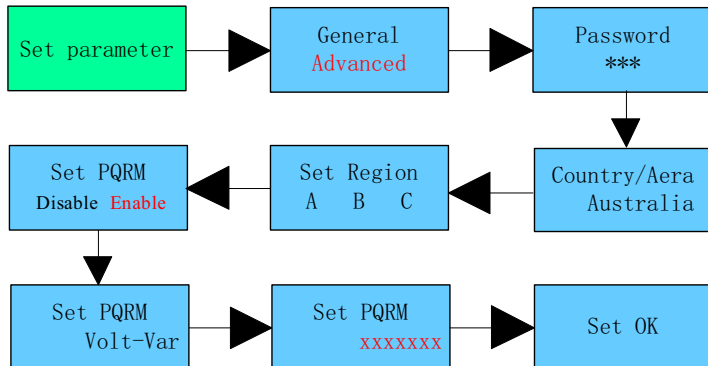 Set parameter
General
Advanced
Password
***
Country/Aera
Australia
Set Region
A B C
Set PQRM
Disable Enable
Set PQRM
Volt-Var
Set PQRM
xxxxxxx
Set OK